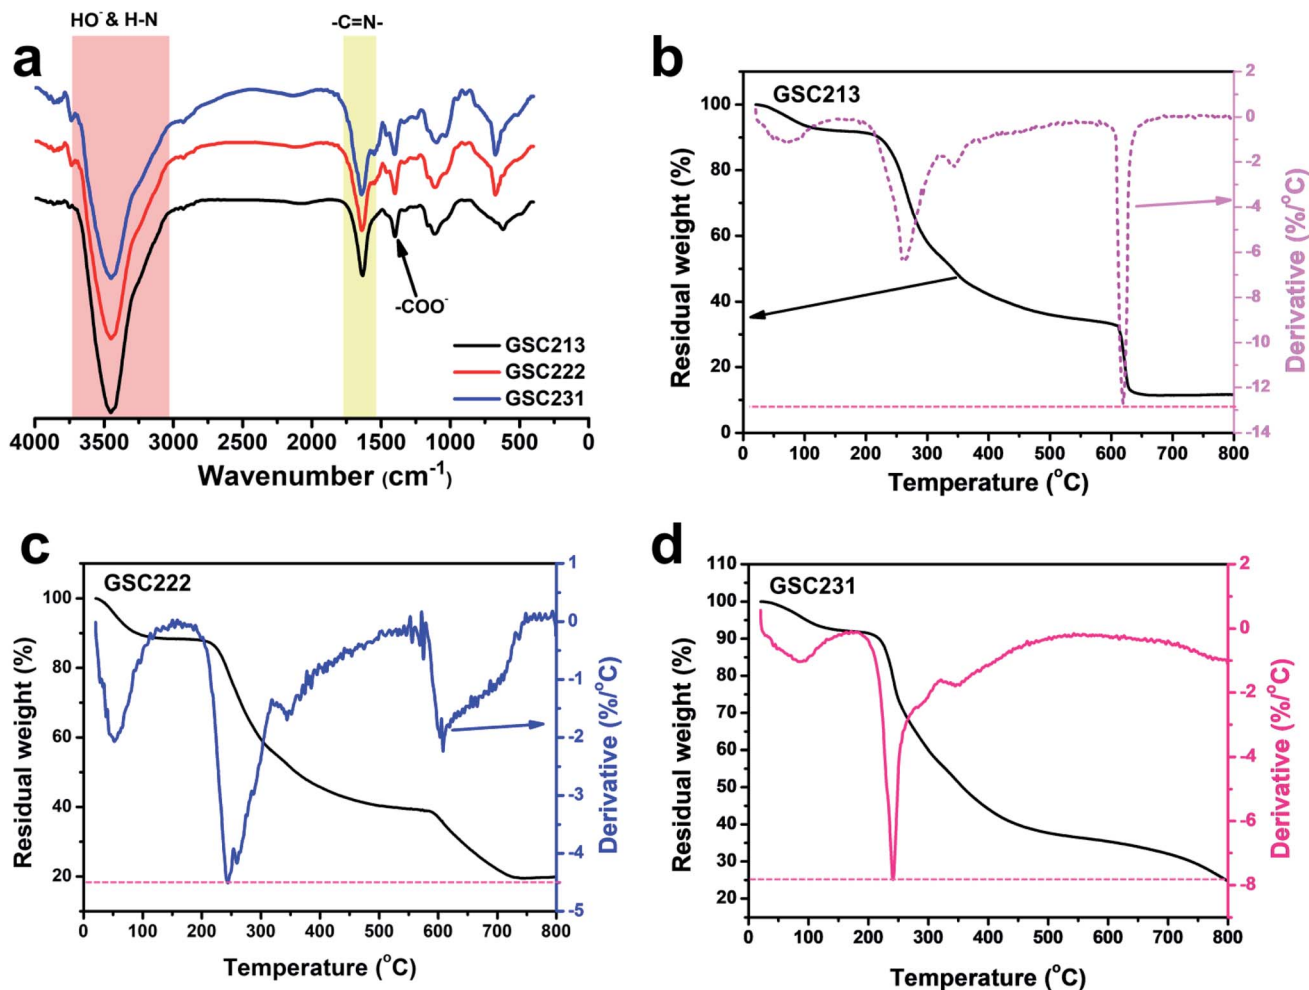 a
HO⁻ & H-N
-C=N-
-COO⁻
GSC213
GSC222
GSC231
4000 3500 3000 2500 2000 1500 1000 500 0
Wavenumber (cm⁻¹)
b
GSC213
Residual weight (%)
100
80
60
40
20
0
2
0
-2
-4
-6
-8
-10
-12
-14
Derivative (%/°C)
0 100 200 300 400 500 600 700 800
Temperature (°C)
c
GSC222
Residual weight (%)
100
80
60
40
20
1
0
-1
-2
-3
-4
-5
Derivative (%/°C)
0 100 200 300 400 500 600 700 800
Temperature (°C)
d
GSC231
Residual weight (%)
110
100
90
80
70
60
50
40
30
20
2
0
-2
-4
-6
-8
Derivative (%/°C)
0 100 200 300 400 500 600 700 800
Temperature (°C)